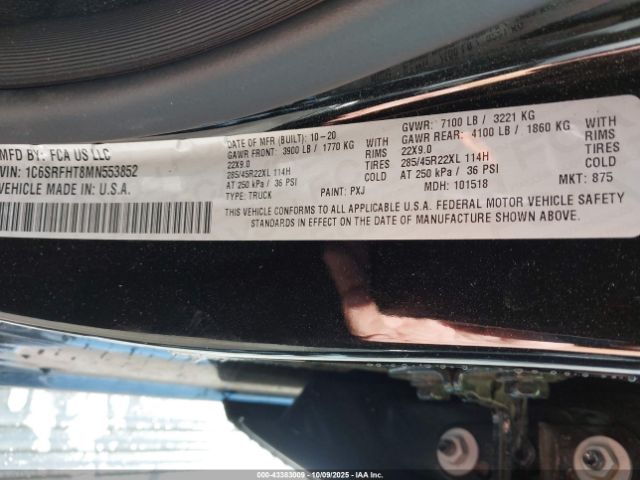 MFD BY: FCA US LLC
VIN: 1C6SRFHT8MN553852
VEHICLE MADE IN U.S.A.
DATE OF MFR (BUILT): 10-20
GAWR FRONT: 3900 LB / 1770 KG WITH
22X9.0 RIMS
285/45R22XL 114H TIRES
AT 250 kPa / 36 PSI COLD
TYPE: TRUCK
PAINT: PXJ
GVWR: 7100 LB / 3221 KG
GAWR REAR: 4100 LB / 1860 KG WITH
22X9.0 RIMS
285/45R22XL 114H TIRES
AT 250 kPa / 36 PSI COLD
MDH: 101518
MKT: 875
THIS VEHICLE CONFORMS TO ALL APPLICABLE U.S.A. FEDERAL MOTOR VEHICLE SAFETY
STANDARDS IN EFFECT ON THE DATE OF MANUFACTURE SHOWN ABOVE.
000-43383009 - 10/09/2025 - IAAI.com